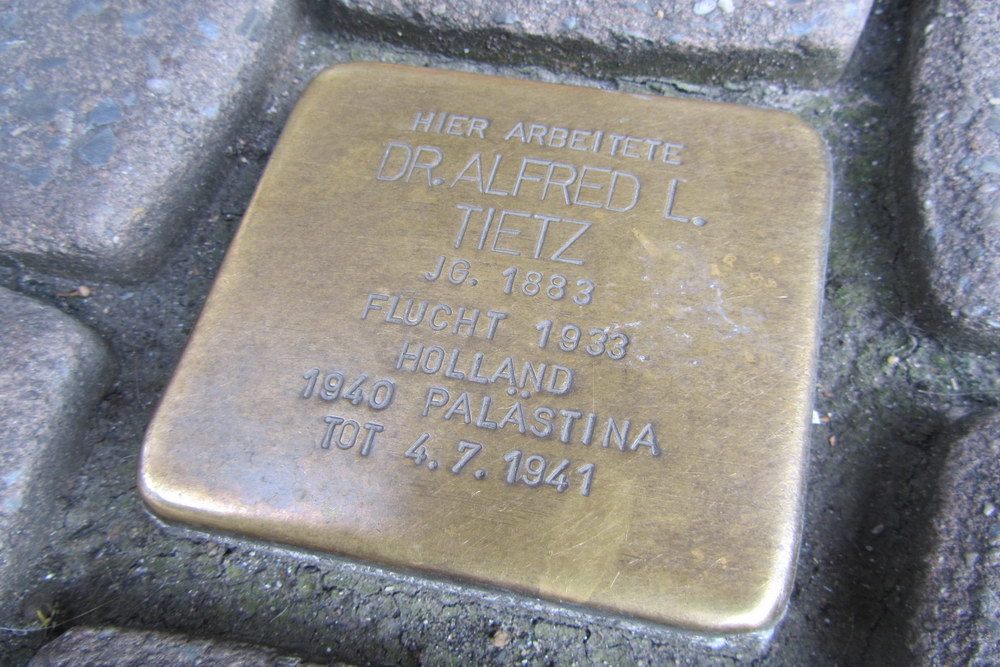 HIER ARBEITETE
DR. ALFRED L.
TIETZ
JG. 1883
FLUCHT 1933
HOLLAND
1940 PALÄSTINA
TOT 4.7.1941